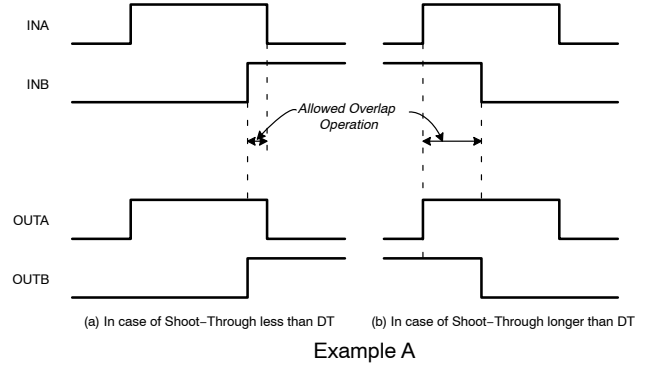 INA
INB
Allowed Overlap
Operation
OUTA
OUTB
(a) In case of Shoot−Through less than DT
(b) In case of Shoot−Through longer than DT
Example A